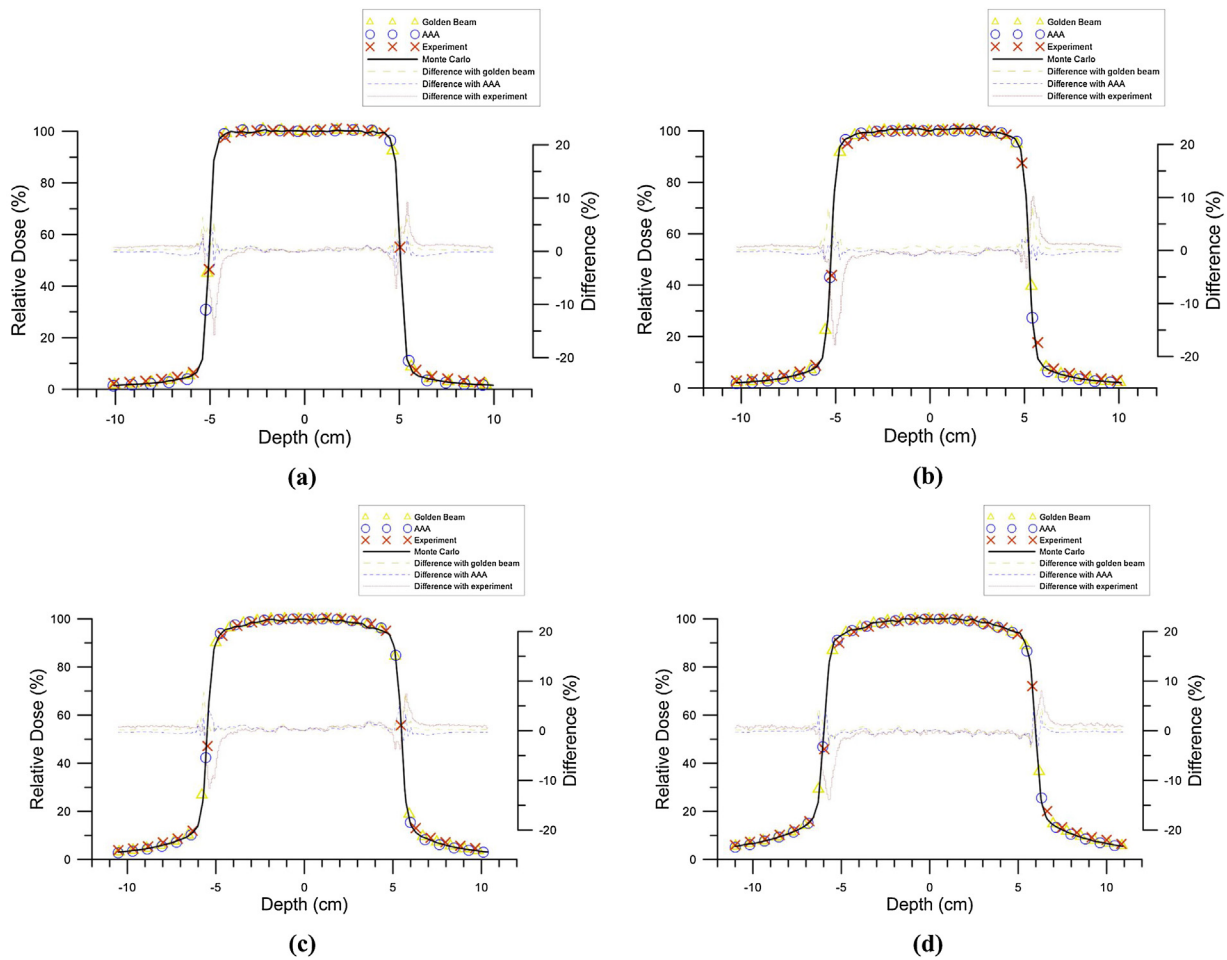 Golden Beam
AAA
Experiment
Monte Carlo
Difference with golden beam
Difference with AAA
Difference with experiment
100
80
60
40
20
0
Relative Dose (%)
20
10
0
-10
-20
Difference (%)
-10
-5
0
5
10
Depth (cm)
(a)
Golden Beam
AAA
Experiment
Monte Carlo
Difference with golden beam
Difference with AAA
Difference with experiment
100
80
60
40
20
0
Relative Dose (%)
20
10
0
-10
-20
Difference (%)
-10
-5
0
5
10
Depth (cm)
(b)
Golden Beam
AAA
Experiment
Monte Carlo
Difference with golden beam
Difference with AAA
Difference with experiment
100
80
60
40
20
0
Relative Dose (%)
20
10
0
-10
-20
Difference (%)
-10
-5
0
5
10
Depth (cm)
(c)
Golden Beam
AAA
Experiment
Monte Carlo
Difference with golden beam
Difference with AAA
Difference with experiment
100
80
60
40
20
0
Relative Dose (%)
20
10
0
-10
-20
Difference (%)
-10
-5
0
5
10
Depth (cm)
(d)